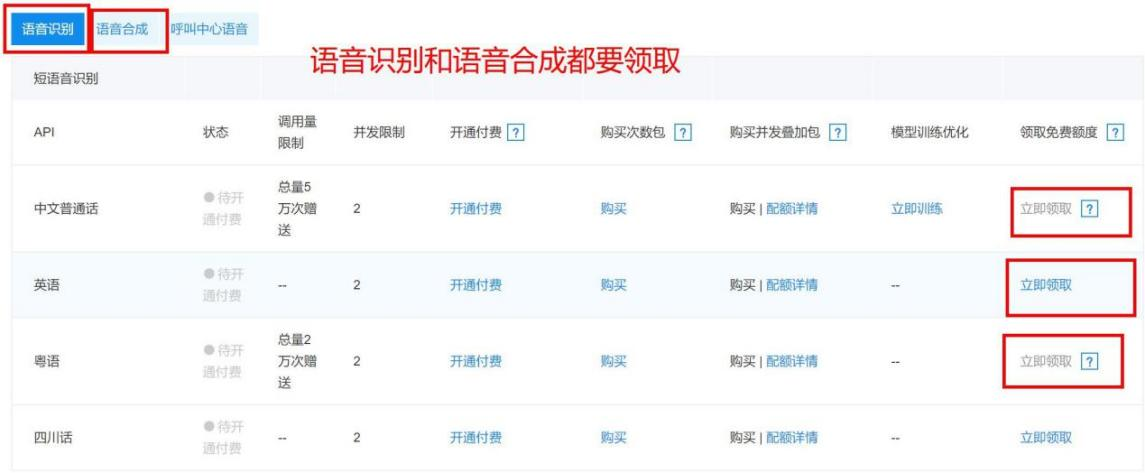 语音识别 语音合成 呼叫中心语音
语音识别和语音合成都要领取
短语音识别
API 状态 调用量限制 并发限制 开通付费 ? 购买次数包 ? 购买并发叠加包 ? 模型训练优化 领取免费额度 ?
中文普通话 待开通付费 总量5万次赠送 2 开通付费 购买 购买 | 配额详情 立即训练 立即领取 ?
英语 待开通付费 -- 2 开通付费 购买 购买 | 配额详情 -- 立即领取
粤语 待开通付费 总量2万次赠送 2 开通付费 购买 购买 | 配额详情 -- 立即领取 ?
四川话 待开通付费 -- 2 开通付费 购买 购买 | 配额详情 -- 立即领取